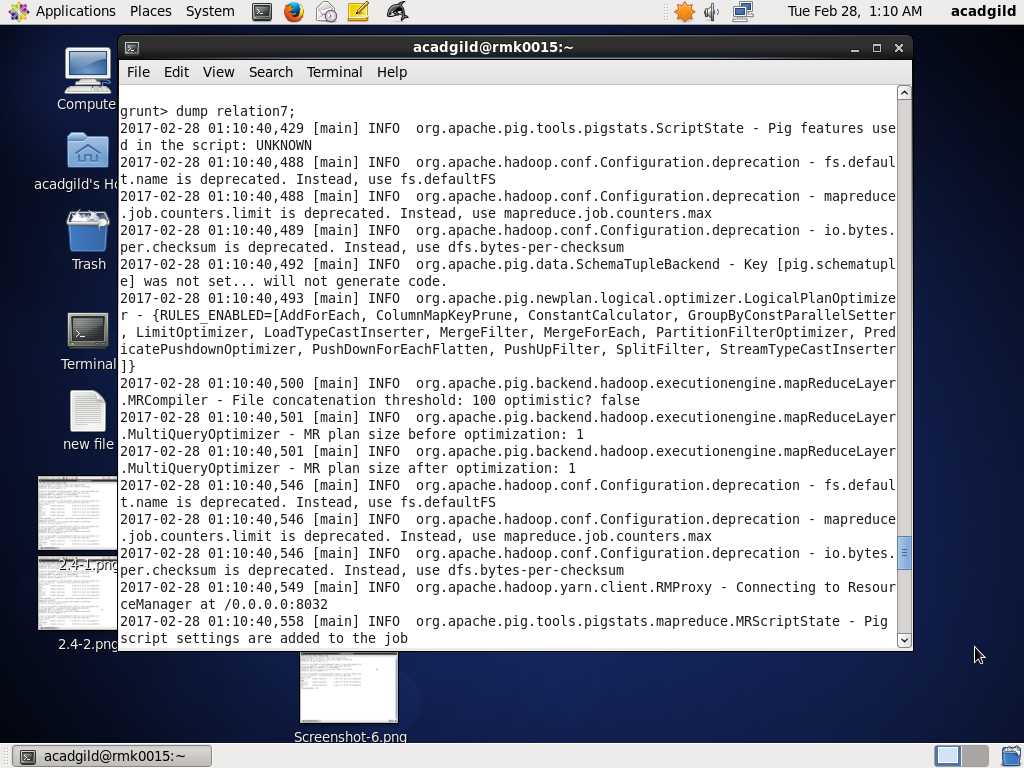 Applications Places System
Tue Feb 28, 1:10 AM acadgild
acadgild@rmk0015:~
File Edit View Search Terminal Help
grunt> dump relation7;
2017-02-28 01:10:40,429 [main] INFO  org.apache.pig.tools.pigstats.ScriptState - Pig features use
d in the script: UNKNOWN
2017-02-28 01:10:40,488 [main] INFO  org.apache.hadoop.conf.Configuration.deprecation - fs.defaul
t.name is deprecated. Instead, use fs.defaultFS
2017-02-28 01:10:40,488 [main] INFO  org.apache.hadoop.conf.Configuration.deprecation - mapreduce
.job.counters.limit is deprecated. Instead, use mapreduce.job.counters.max
2017-02-28 01:10:40,489 [main] INFO  org.apache.hadoop.conf.Configuration.deprecation - io.bytes.
per.checksum is deprecated. Instead, use dfs.bytes-per-checksum
2017-02-28 01:10:40,492 [main] INFO  org.apache.pig.data.SchemaTupleBackend - Key [pig.schematupl
e] was not set... will not generate code.
2017-02-28 01:10:40,493 [main] INFO  org.apache.pig.newplan.logical.optimizer.LogicalPlanOptimize
r - {RULES_ENABLED=[AddForEach, ColumnMapKeyPrune, ConstantCalculator, GroupByConstParallelSetter
, LimitOptimizer, LoadTypeCastInserter, MergeFilter, MergeForEach, PartitionFilterOptimizer, Pred
icatePushdownOptimizer, PushDownForEachFlatten, PushUpFilter, SplitFilter, StreamTypeCastInserter
]}
2017-02-28 01:10:40,500 [main] INFO  org.apache.pig.backend.hadoop.executionengine.mapReduceLayer
.MRCompiler - File concatenation threshold: 100 optimistic? false
2017-02-28 01:10:40,501 [main] INFO  org.apache.pig.backend.hadoop.executionengine.mapReduceLayer
.MultiQueryOptimizer - MR plan size before optimization: 1
2017-02-28 01:10:40,501 [main] INFO  org.apache.pig.backend.hadoop.executionengine.mapReduceLayer
.MultiQueryOptimizer - MR plan size after optimization: 1
2017-02-28 01:10:40,546 [main] INFO  org.apache.hadoop.conf.Configuration.deprecation - fs.defaul
t.name is deprecated. Instead, use fs.defaultFS
2017-02-28 01:10:40,546 [main] INFO  org.apache.hadoop.conf.Configuration.deprecation - mapreduce
.job.counters.limit is deprecated. Instead, use mapreduce.job.counters.max
2017-02-28 01:10:40,546 [main] INFO  org.apache.hadoop.conf.Configuration.deprecation - io.bytes.
per.checksum is deprecated. Instead, use dfs.bytes-per-checksum
2017-02-28 01:10:40,549 [main] INFO  org.apache.hadoop.yarn.client.RMProxy - Connecting to Resour
ceManager at /0.0.0.0:8032
2017-02-28 01:10:40,558 [main] INFO  org.apache.pig.tools.pigstats.mapreduce.MRScriptState - Pig
script settings are added to the job
Compute
acadgild's Ho
Trash
Terminal
new file
2.4-1.png
2.4-2.png
Screenshot-6.png
acadgild@rmk0015:~